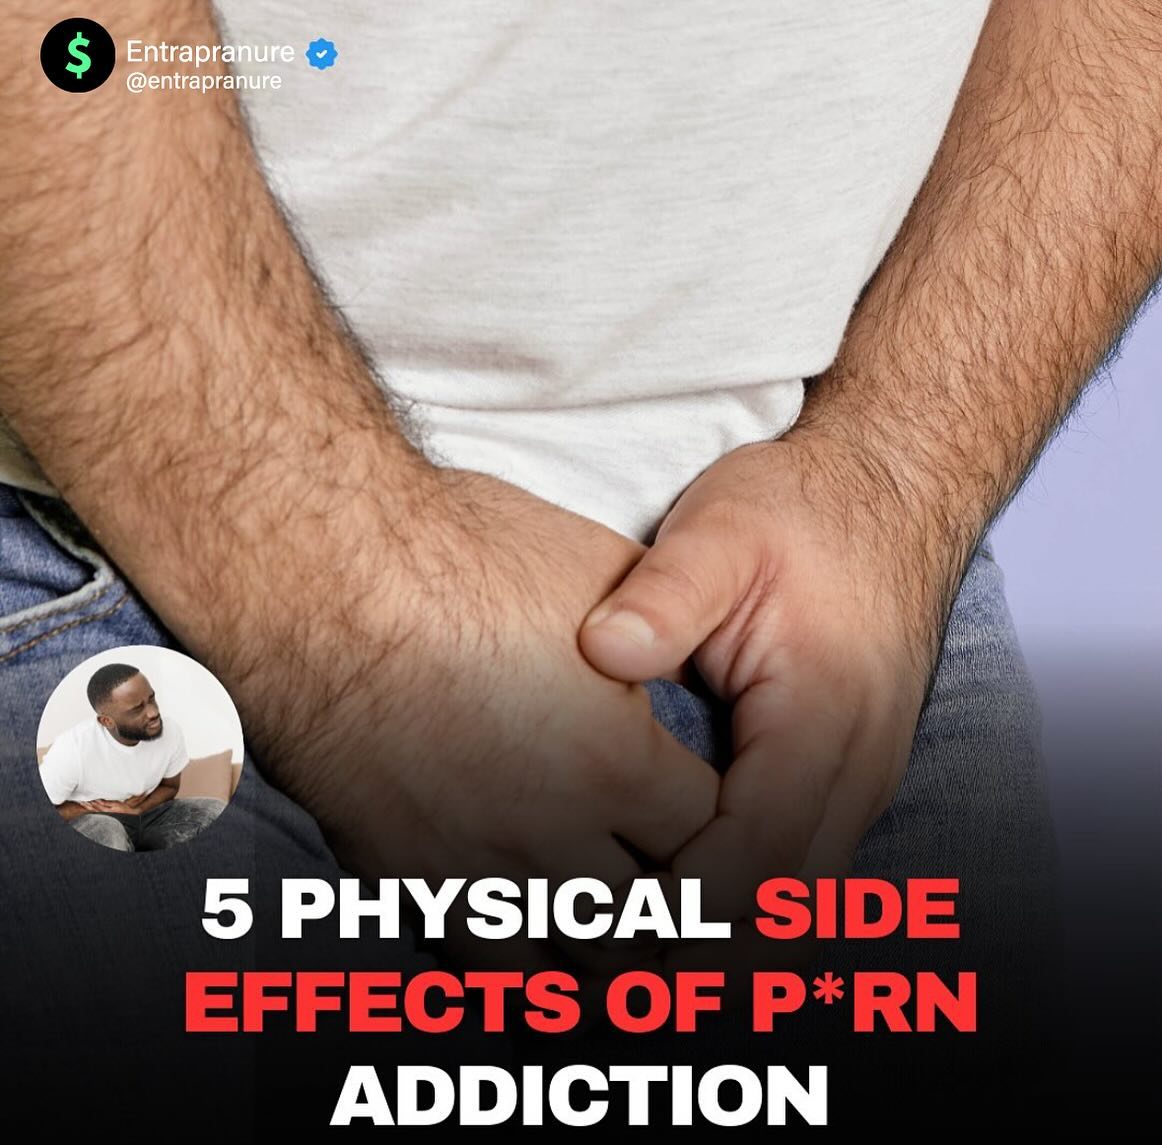 $
Entrapranure
@entrapranure
5 PHYSICAL SIDE
EFFECTS OF P*RN
ADDICTION